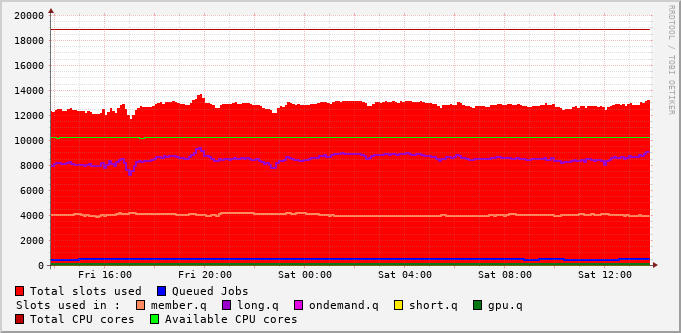 20000
18000
16000
14000
12000
10000
8000
6000
4000
2000
0
Fri 16:00 Fri 20:00 Sat 00:00 Sat 04:00 Sat 08:00 Sat 12:00
RRDTOOL / TOBI OETIKER
Total slots used Queued Jobs
Slots used in : member.q long.q ondemand.q short.q gpu.q
Total CPU cores Available CPU cores